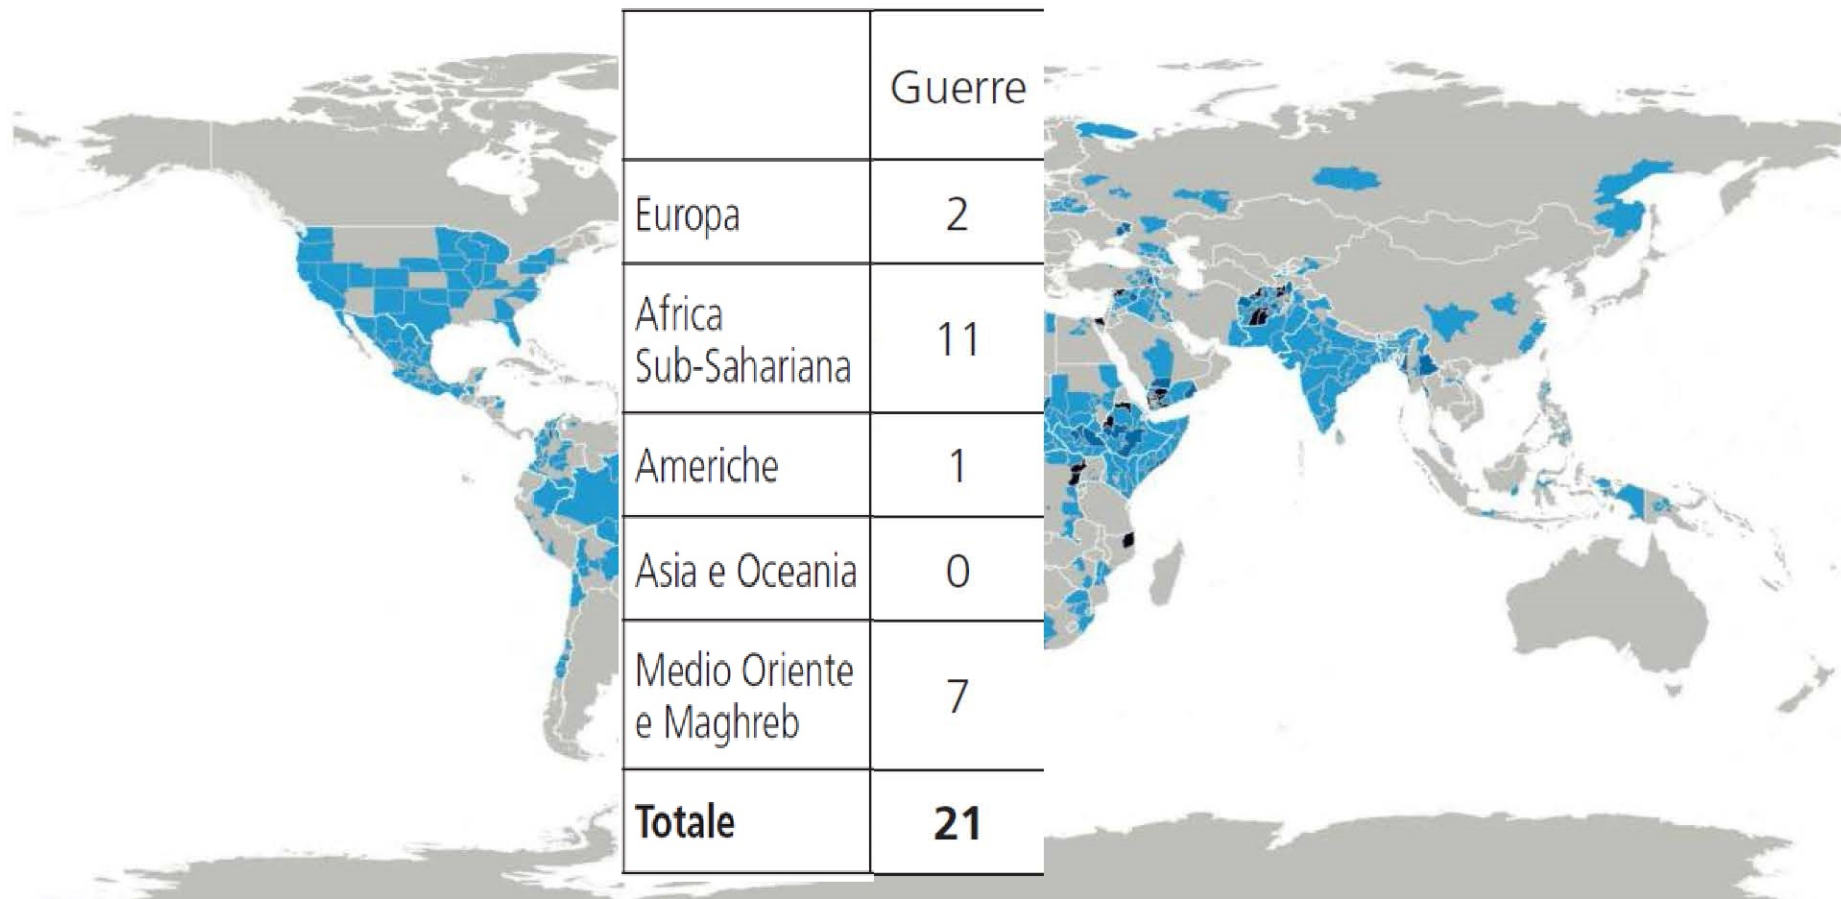 Guerre
Europa 2
Africa
Sub-Sahariana 11
Americhe 1
Asia e Oceania 0
Medio Oriente
e Maghreb 7
Totale 21